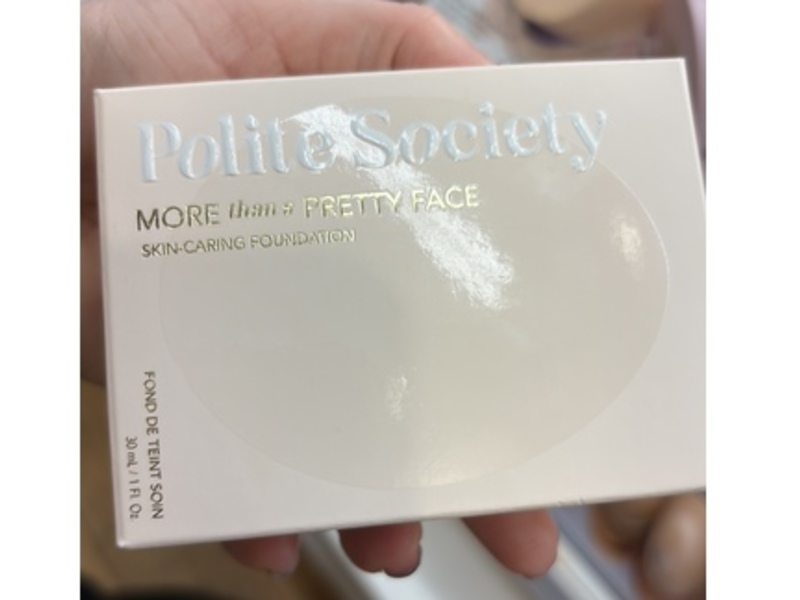 Polite Society
MORE than a PRETTY FACE
SKIN-CARING FOUNDATION
FOND DE TEINT SOIN
30 mL / 1 Fl. Oz.